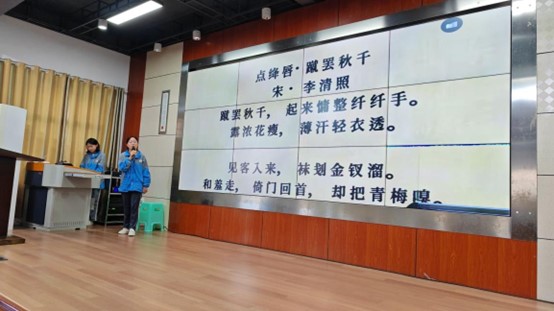 点绛唇·蹴罢秋千
宋·李清照
蹴罢秋千，起来慵整纤纤手。
露浓花瘦，薄汗轻衣透。
见客入来，袜刬金钗溜。
和羞走，倚门回首，却把青梅嗅。